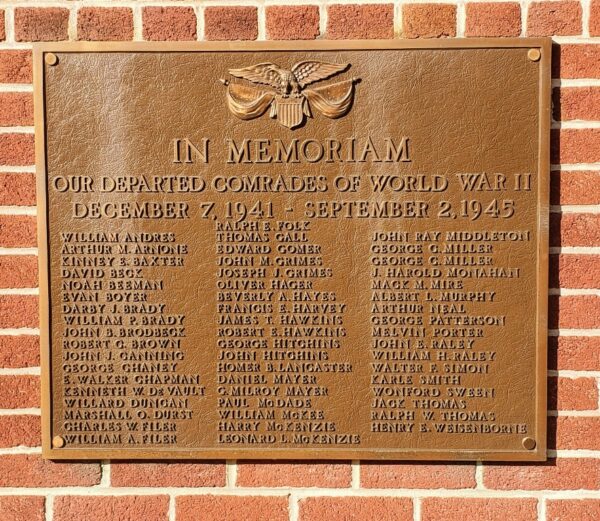 IN MEMORIAM
OUR DEPARTED COMRADES OF WORLD WAR II
DECEMBER 7, 1941 - SEPTEMBER 2, 1945
WILLIAM ANDRES
ARTHUR M. ARNONE
KINNEY E. BAXTER
DAVID BECK
NOAH BEEMAN
EVAN BOYER
DARBY J. BRADY
WILLIAM P. BRADY
JOHN B. BRODBECK
ROBERT C. BROWN
JOHN J. CANNING
GEORGE CHANEY
E. WALKER CHAPMAN
KENNETH W. DE VAULT
WILLARD DUNCAN
MARSHALL O. DURST
CHARLES W. FILER
WILLIAM A. FILER
RALPH E. FOLK
THOMAS GALL
EDWARD GOMER
JOHN M. GRIMES
JOSEPH J. GRIMES
OLIVER HAGER
BEVERLY A. HAYES
FRANCIS E. HARVEY
JAMES T. HAWKINS
ROBERT E. HAWKINS
GEORGE HITCHINS
JOHN HITCHINS
HOMER B. LANCASTER
DANIEL MAYER
G. MILROY MAYER
PAUL McDADE
WILLIAM McKEE
HARRY McKENZIE
LEONARD L. McKENZIE
JOHN RAY MIDDLETON
GEORGE C. MILLER
GEORGE C. MILLER
J. HAROLD MONAHAN
MACK M. MIRE
ALBERT L. MURPHY
ARTHUR NEAL
GEORGE PATTERSON
MELVIN PORTER
JOHN E. RALEY
WILLIAM H. RALEY
WALTER F. SIMON
KARLE SMITH
WONFORD SWEEN
JACK THOMAS
RALPH W. THOMAS
HENRY E. WEISENBORNE